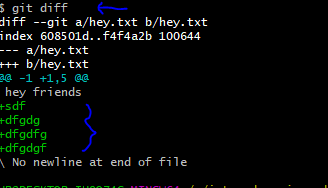 $ git diff
diff --git a/hey.txt b/hey.txt
index 608501d..f4f4a2b 100644
--- a/hey.txt
+++ b/hey.txt
@@ -1 +1,5 @@
 hey friends
+sdf
+dfgdg
+dfgdfg
+dfgdgf
\ No newline at end of file